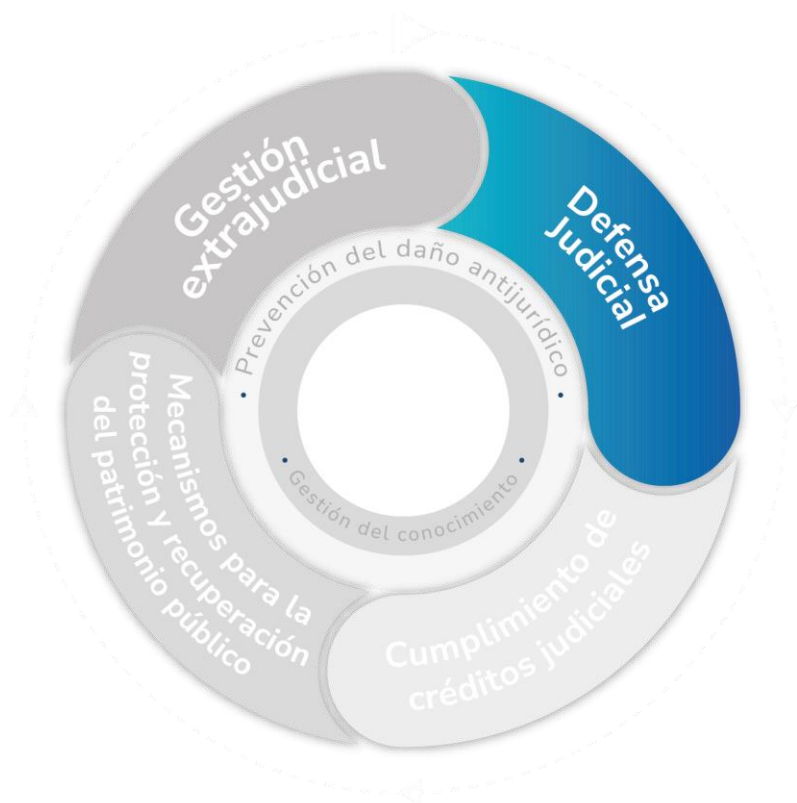 Gestión
extrajudicial
Defensa
Judicial
Prevención del daño antijurídico
Gestión del conocimiento
Mecanismos para la
protección y recuperación
del patrimonio público
Cumplimiento de
créditos judiciales